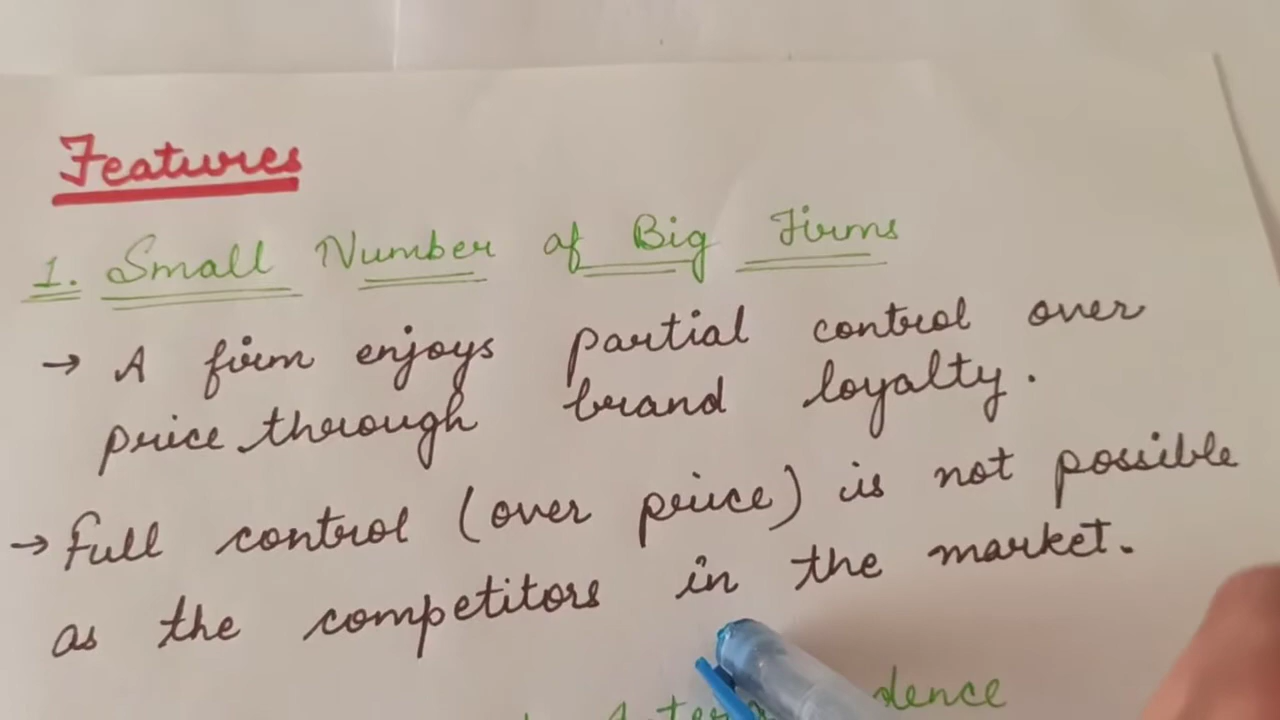 Features
1. Small Number of Big Firms
→ A firm enjoys partial control over
price through brand loyalty.
→ Full control (over price) is not possible
as the competitors in the market.